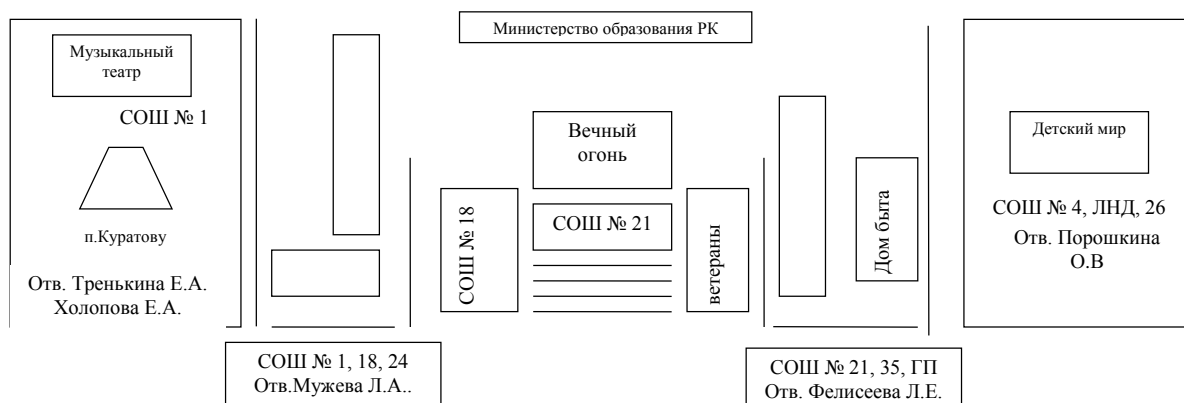 Министерство образования РК
Музыкальный
театр
СОШ № 1
п.Куратову
Отв. Тренькина Е.А.
Холопова Е.А.
СОШ № 1, 18, 24
Отв.Мужева Л.А..
СОШ № 18
Вечный
огонь
СОШ № 21
ветераны
Дом быта
СОШ № 21, 35, ГП
Отв. Фелисеева Л.Е.
Детский мир
СОШ № 4, ЛНД, 26
Отв. Порошкина
О.В